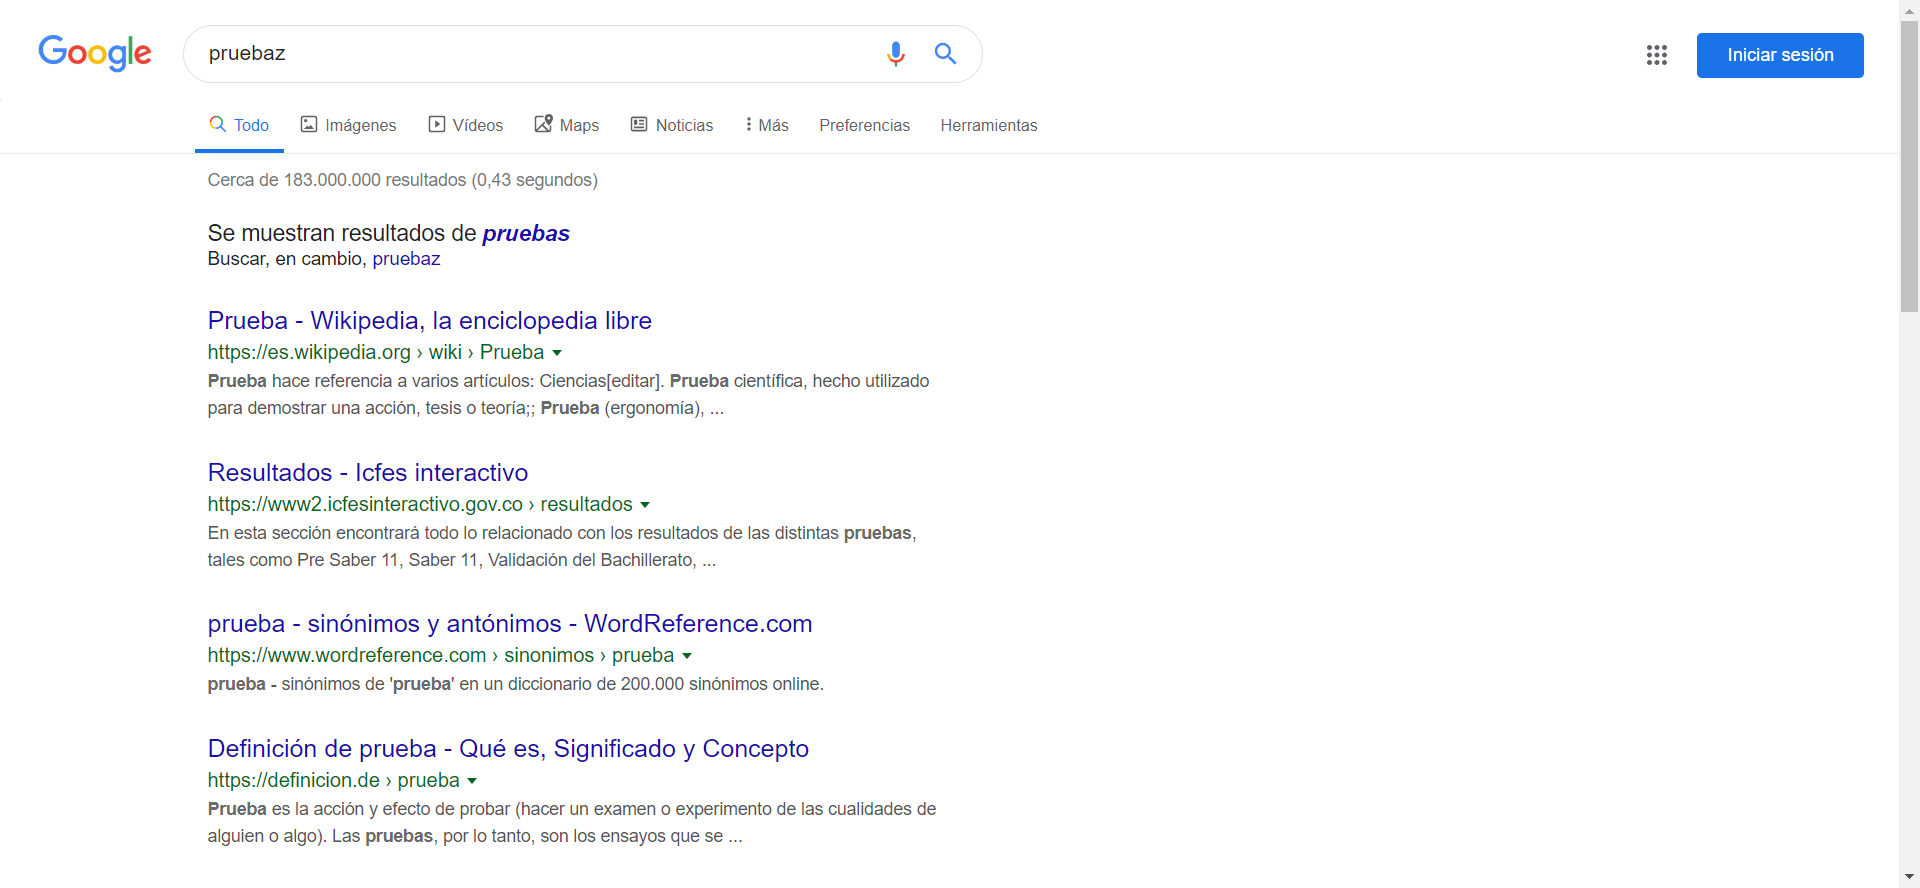 Google
pruebaz
Iniciar sesión
Todo Imágenes Vídeos Maps Noticias Más Preferencias Herramientas
Cerca de 183.000.000 resultados (0,43 segundos)
Se muestran resultados de pruebas
Buscar, en cambio, pruebaz
Prueba - Wikipedia, la enciclopedia libre
https://es.wikipedia.org › wiki › Prueba
Prueba hace referencia a varios artículos: Ciencias[editar]. Prueba científica, hecho utilizado
para demostrar una acción, tesis o teoría;; Prueba (ergonomía), ...
Resultados - Icfes interactivo
https://www2.icfesinteractivo.gov.co › resultados
En esta sección encontrará todo lo relacionado con los resultados de las distintas pruebas,
tales como Pre Saber 11, Saber 11, Validación del Bachillerato, ...
prueba - sinónimos y antónimos - WordReference.com
https://www.wordreference.com › sinonimos › prueba
prueba - sinónimos de 'prueba' en un diccionario de 200.000 sinónimos online.
Definición de prueba - Qué es, Significado y Concepto
https://definicion.de › prueba
Prueba es la acción y efecto de probar (hacer un examen o experimento de las cualidades de
alguien o algo). Las pruebas, por lo tanto, son los ensayos que se ...